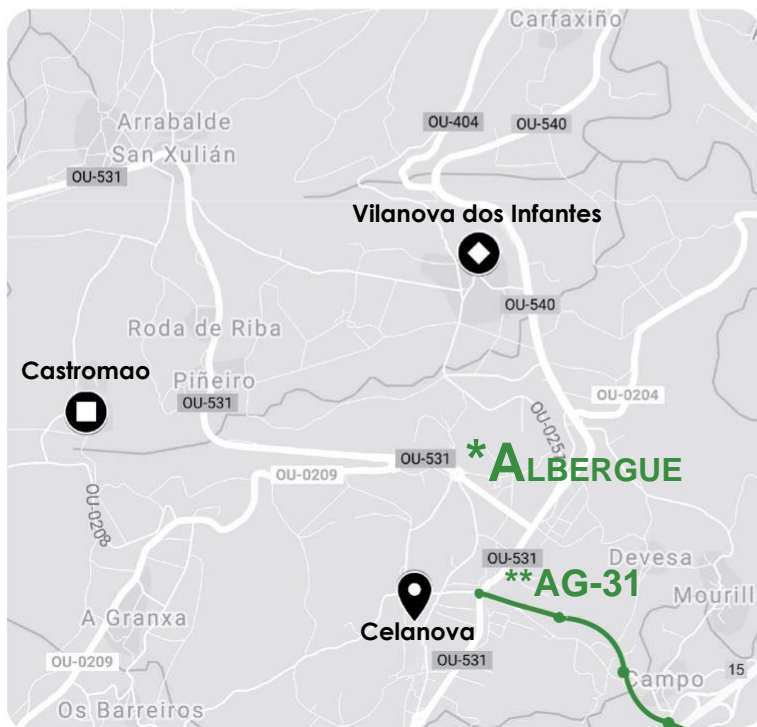 Carfaxiño
Arrabalde
San Xulián
OU-404
OU-540
OU-531
Vilanova dos Infantes
OU-540
Roda de Riba
Castromao
Piñeiro
OU-531
OU-0204
OU-0251
OU-531
*ALBERGUE
OU-0209
OU-0208
OU-531
Devesa
**AG-31
Mourill
A Granxa
Celanova
OU-0209
OU-531
15
Campo
Os Barreiros